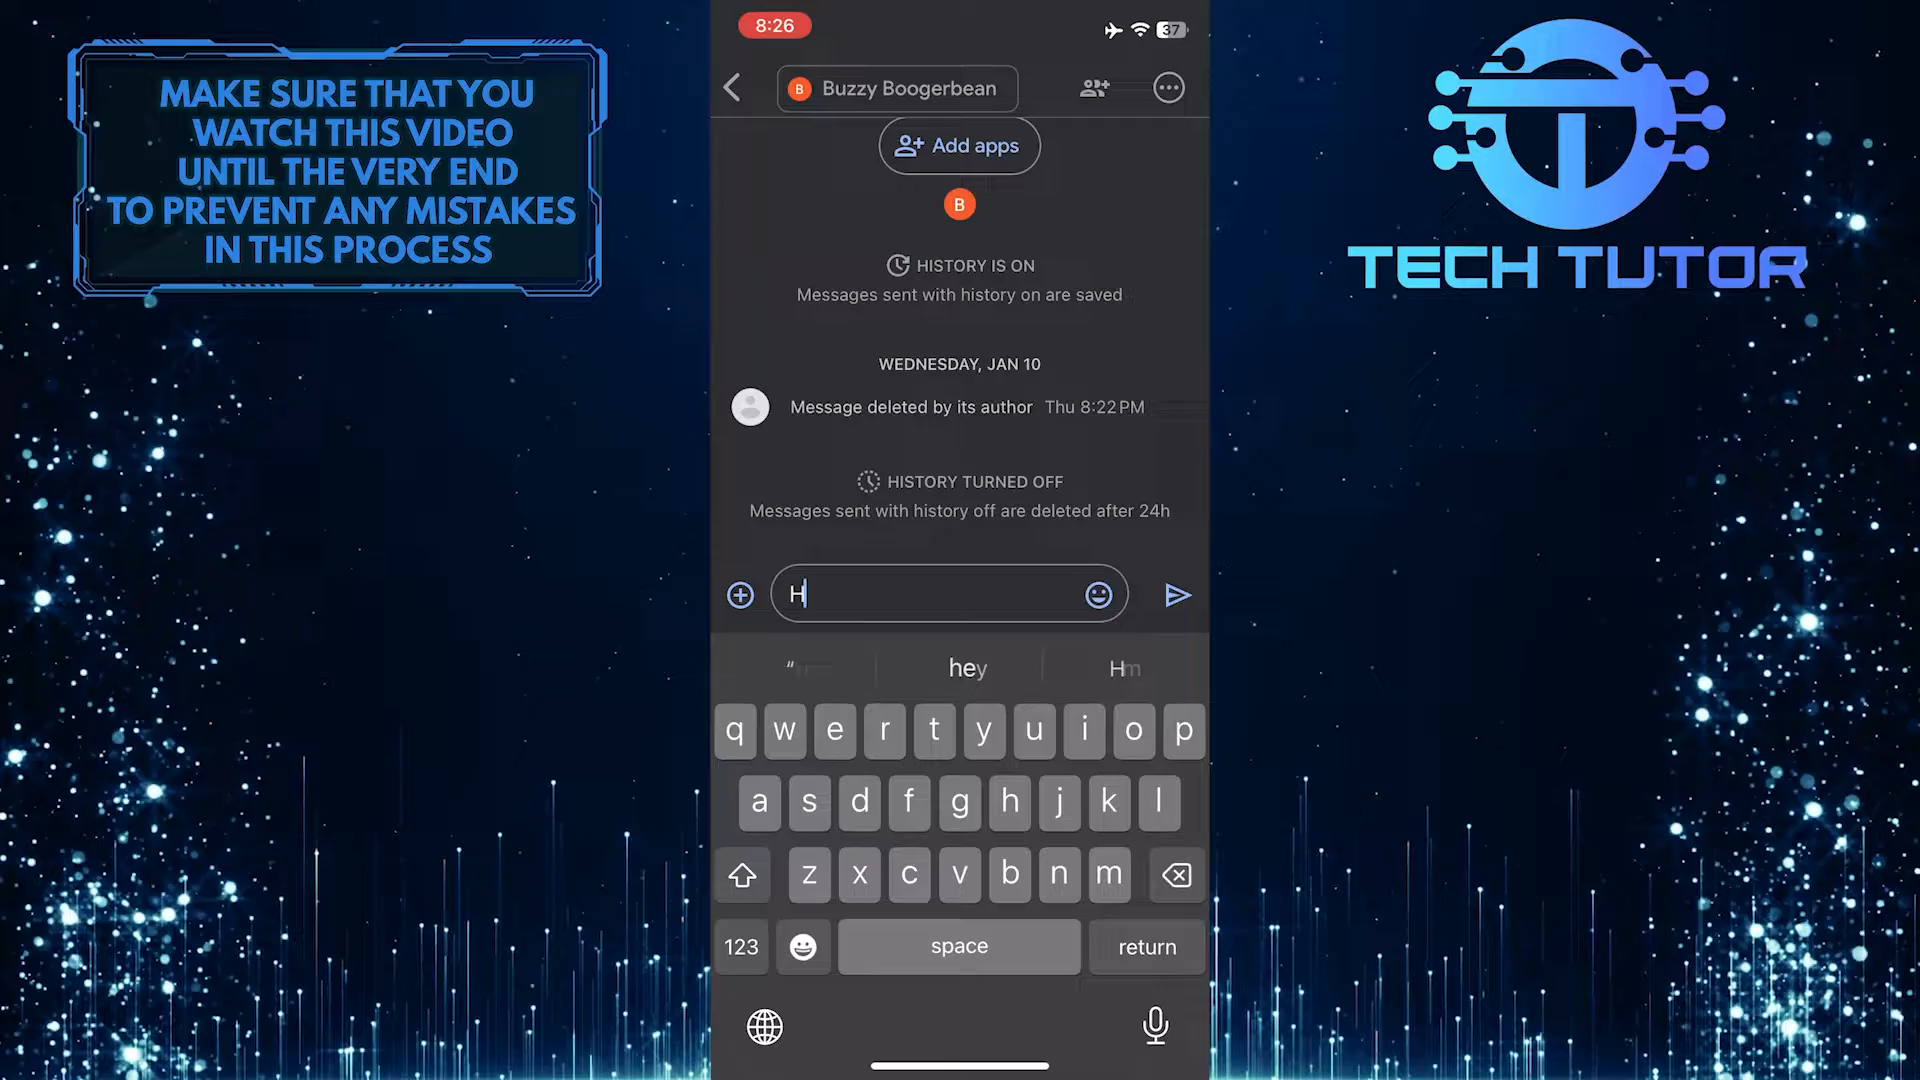 MAKE SURE THAT YOU
WATCH THIS VIDEO
UNTIL THE VERY END
TO PREVENT ANY MISTAKES
IN THIS PROCESS
8:26
37
B Buzzy Boogerbean
Add apps
B
HISTORY IS ON
Messages sent with history on are saved
WEDNESDAY, JAN 10
Message deleted by its author Thu 8:22 PM
HISTORY TURNED OFF
Messages sent with history off are deleted after 24h
H
“ hey Hm
q w e r t y u i o p
a s d f g h j k l
z x c v b n m
123 space return
TECH TUTOR